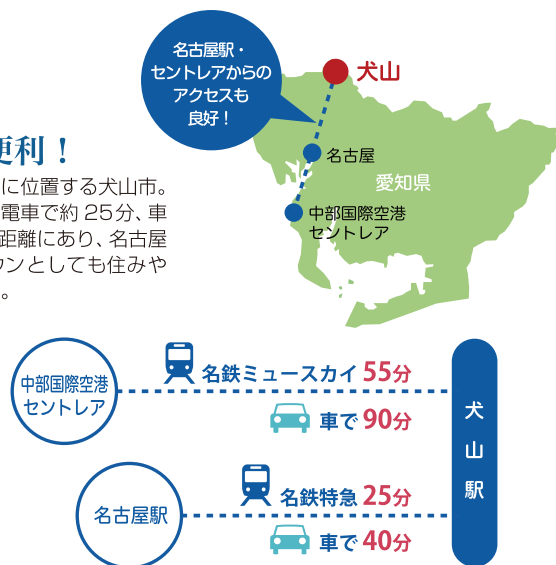 名古屋駅・
セントレアからの
アクセスも
良好！
犬山
名古屋
愛知県
中部国際空港
セントレア
便利！
に位置する犬山市。
電車で約25分、車
距離にあり、名古屋
ウンとしても住みや
。
中部国際空港
セントレア
名鉄ミュースカイ 55分
車で 90分
名古屋駅
名鉄特急 25分
車で 40分
犬山駅